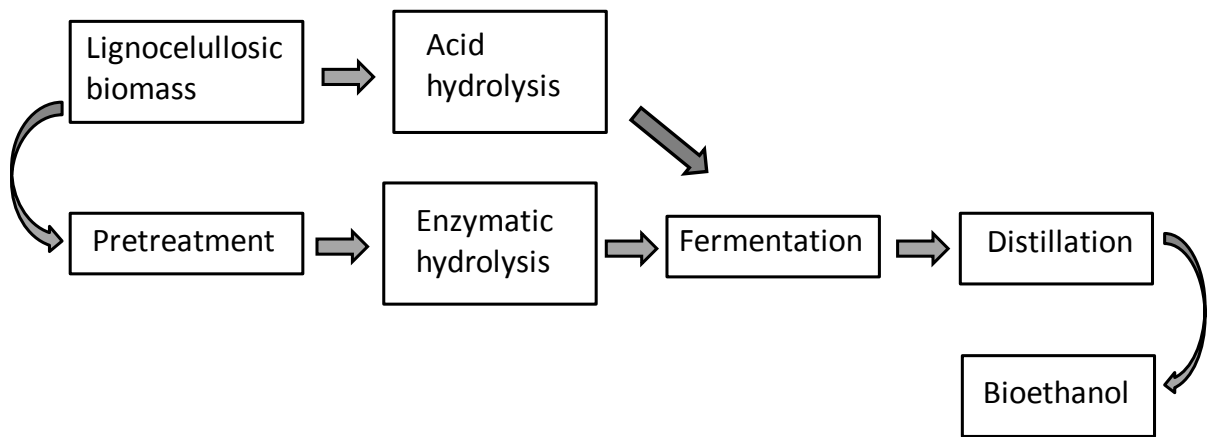 Lignocelullosic
biomass
Acid
hydrolysis
Pretreatment
Enzymatic
hydrolysis
Fermentation
Distillation
Bioethanol